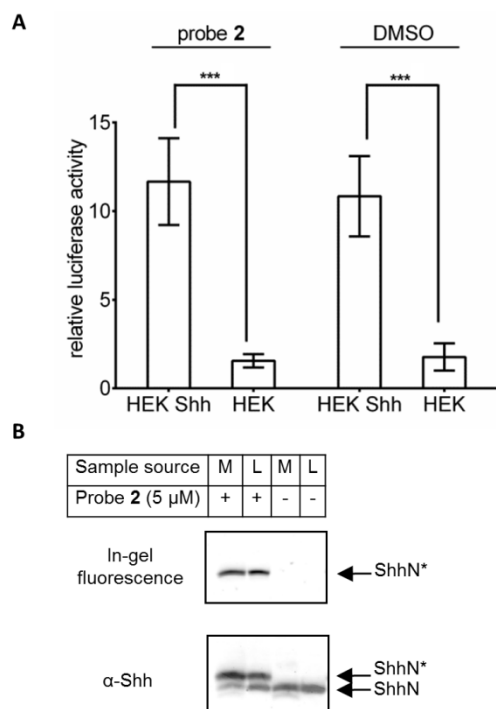 A
probe 2 DMSO
*** ***
relative luciferase activity
15
10
5
0
HEK Shh HEK HEK Shh HEK
B
Sample source M L M L
Probe 2 (5 µM) + + - -
In-gel
fluorescence
ShhN*
α-Shh
ShhN*
ShhN